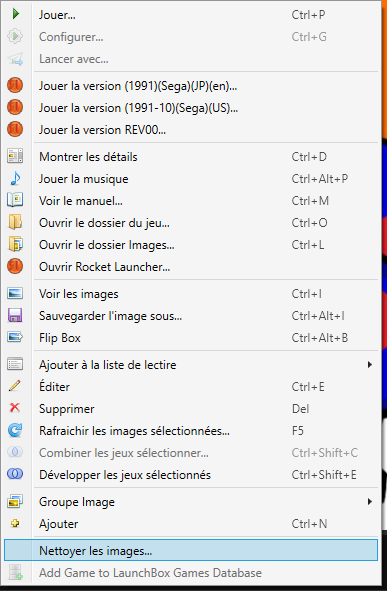 Jouer... Ctrl+P
Configurer... Ctrl+G
Lancer avec...
Jouer la version (1991)(Sega)(JP)(en)...
Jouer la version (1991-10)(Sega)(US)...
Jouer la version REV00...
Montrer les détails Ctrl+D
Jouer la musique Ctrl+Alt+P
Voir le manuel... Ctrl+M
Ouvrir le dossier du jeu... Ctrl+O
Ouvrir le dossier Images... Ctrl+L
Ouvrir Rocket Launcher...
Voir les images Ctrl+I
Sauvegarder l'image sous... Ctrl+Alt+I
Flip Box Ctrl+Alt+B
Ajouter à la liste de lectire
Éditer Ctrl+E
Supprimer Del
Rafraichir les images sélectionnées... F5
Combiner les jeux sélectionner... Ctrl+Shift+C
Développer les jeux sélectionnés Ctrl+Shift+E
Groupe Image
Ajouter Ctrl+N
Nettoyer les images...
Add Game to LaunchBox Games Database